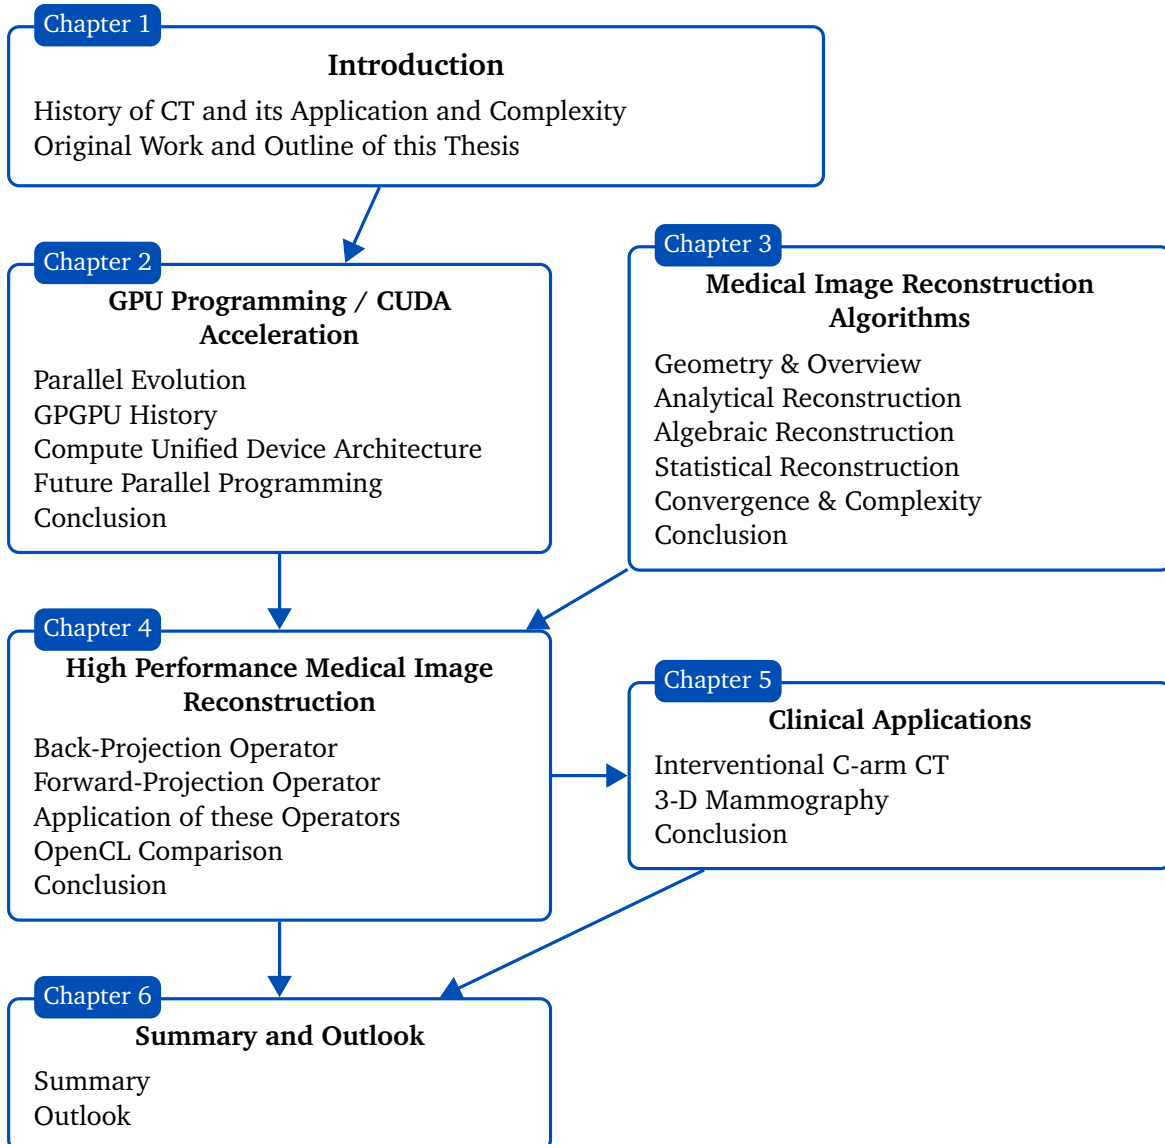 Chapter 1
Introduction
History of CT and its Application and Complexity
Original Work and Outline of this Thesis
Chapter 2
GPU Programming / CUDA
Acceleration
Parallel Evolution
GPGPU History
Compute Unified Device Architecture
Future Parallel Programming
Conclusion
Chapter 3
Medical Image Reconstruction
Algorithms
Geometry & Overview
Analytical Reconstruction
Algebraic Reconstruction
Statistical Reconstruction
Convergence & Complexity
Conclusion
Chapter 4
High Performance Medical Image
Reconstruction
Back-Projection Operator
Forward-Projection Operator
Application of these Operators
OpenCL Comparison
Conclusion
Chapter 5
Clinical Applications
Interventional C-arm CT
3-D Mammography
Conclusion
Chapter 6
Summary and Outlook
Summary
Outlook